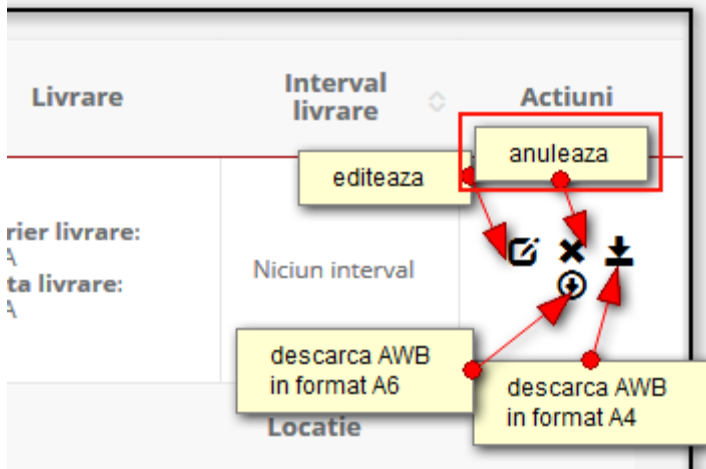 Livrare
Interval
livrare
Actiuni
anuleaza
editeaza
rier livrare:
A
ta livrare:
A
Niciun interval
descarca AWB
in format A6
descarca AWB
in format A4
Locatie